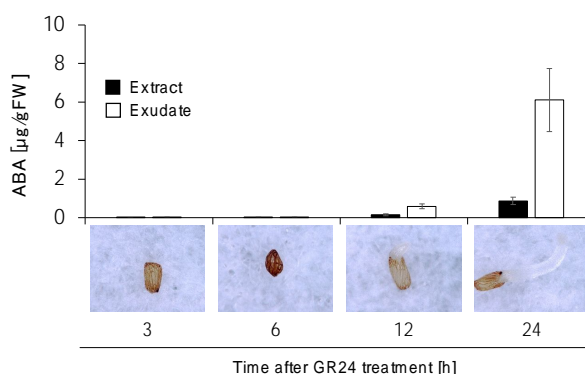 10
8
6
4
2
0
ABA [µg/gFW]
Extract
Exudate
3 6 12 24
Time after GR24 treatment [h]